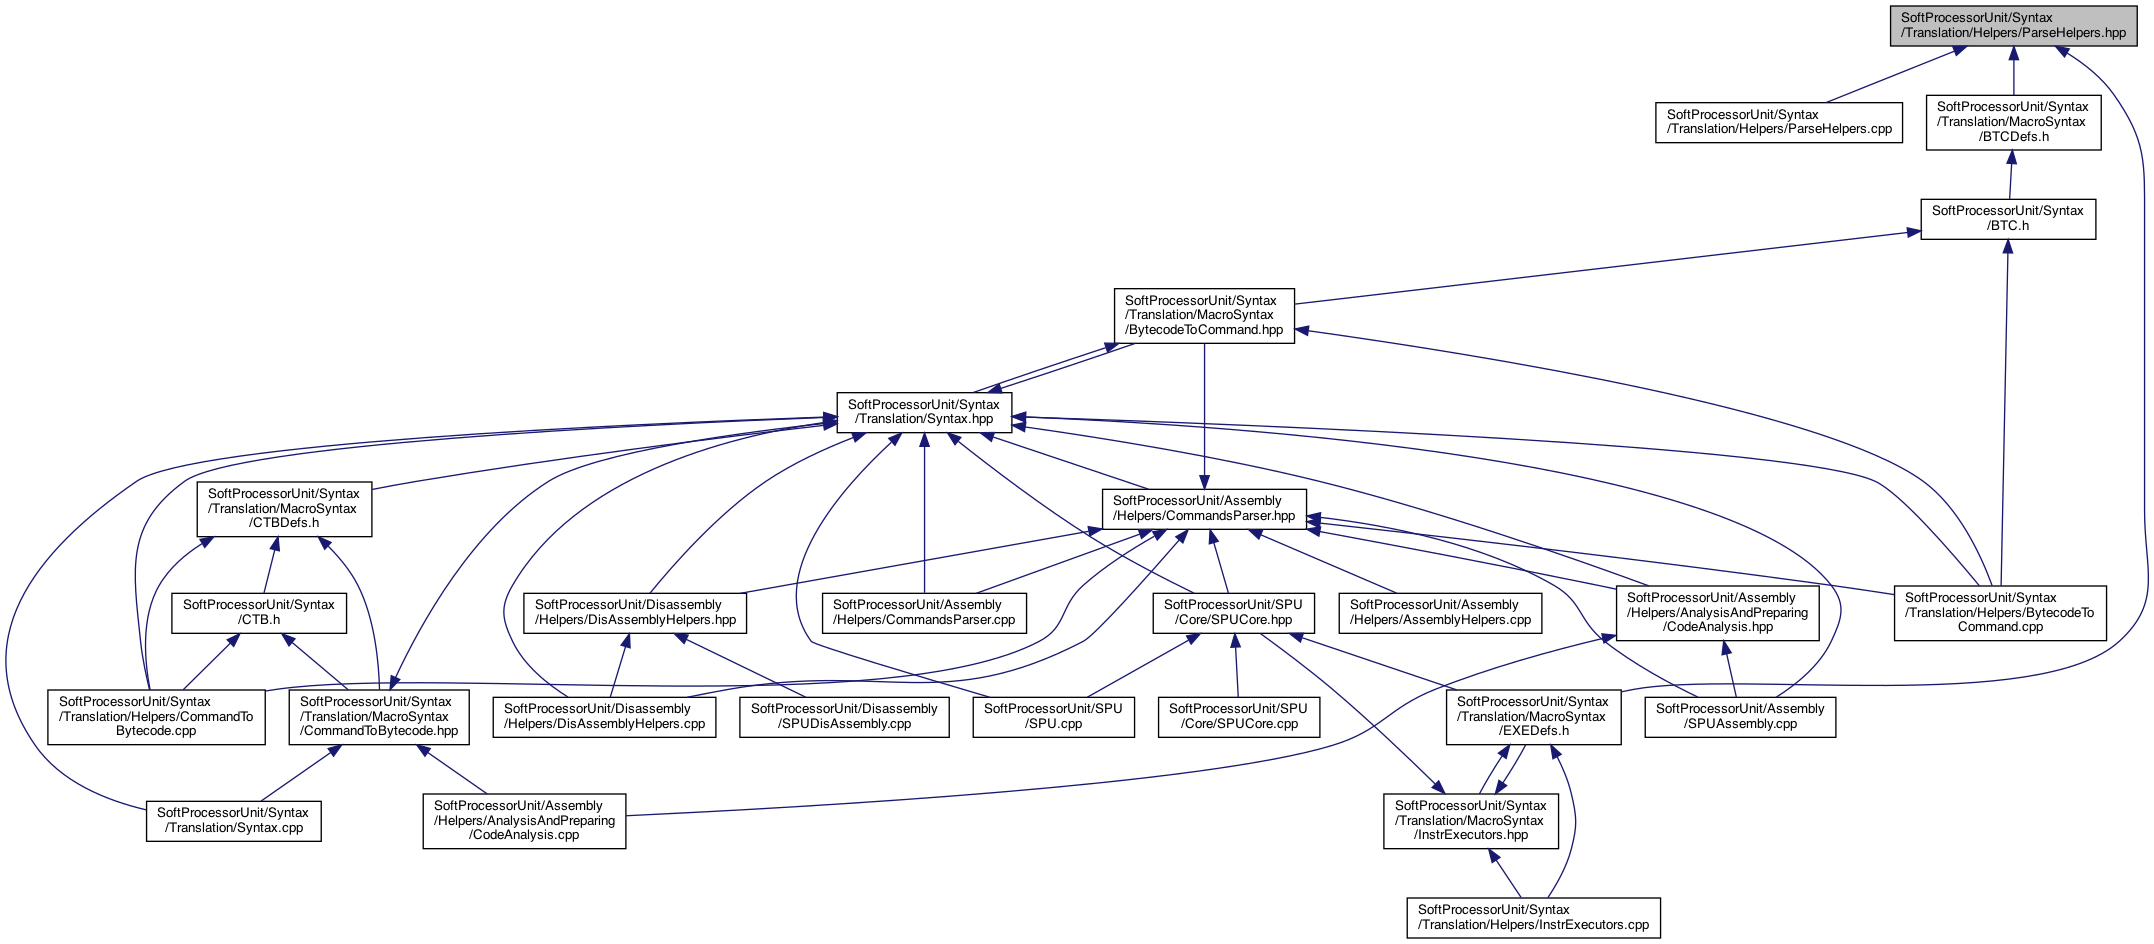 SoftProcessorUnit/Syntax
/Translation/Helpers/ParseHelpers.hpp
SoftProcessorUnit/Syntax
/Translation/Helpers/ParseHelpers.cpp
SoftProcessorUnit/Syntax
/Translation/MacroSyntax
/BTCDefs.h
SoftProcessorUnit/Syntax
/BTC.h
SoftProcessorUnit/Syntax
/Translation/MacroSyntax
/BytecodeToCommand.hpp
SoftProcessorUnit/Syntax
/Translation/Syntax.hpp
SoftProcessorUnit/Syntax
/Translation/MacroSyntax
/CTBDefs.h
SoftProcessorUnit/Assembly
/Helpers/CommandsParser.hpp
SoftProcessorUnit/Syntax
/CTB.h
SoftProcessorUnit/Disassembly
/Helpers/DisAssemblyHelpers.hpp
SoftProcessorUnit/Assembly
/Helpers/CommandsParser.cpp
SoftProcessorUnit/SPU
/Core/SPUCore.hpp
SoftProcessorUnit/Assembly
/Helpers/AssemblyHelpers.cpp
SoftProcessorUnit/Assembly
/Helpers/AnalysisAndPreparing
/CodeAnalysis.hpp
SoftProcessorUnit/Syntax
/Translation/Helpers/BytecodeTo
Command.cpp
SoftProcessorUnit/Syntax
/Translation/Helpers/CommandTo
Bytecode.cpp
SoftProcessorUnit/Syntax
/Translation/MacroSyntax
/CommandToBytecode.hpp
SoftProcessorUnit/Disassembly
/Helpers/DisAssemblyHelpers.cpp
SoftProcessorUnit/Disassembly
/SPUDisAssembly.cpp
SoftProcessorUnit/SPU
/SPU.cpp
SoftProcessorUnit/SPU
/Core/SPUCore.cpp
SoftProcessorUnit/Syntax
/Translation/MacroSyntax
/EXEDefs.h
SoftProcessorUnit/Assembly
/SPUAssembly.cpp
SoftProcessorUnit/Syntax
/Translation/Syntax.cpp
SoftProcessorUnit/Assembly
/Helpers/AnalysisAndPreparing
/CodeAnalysis.cpp
SoftProcessorUnit/Syntax
/Translation/MacroSyntax
/InstrExecutors.hpp
SoftProcessorUnit/Syntax
/Translation/Helpers/InstrExecutors.cpp